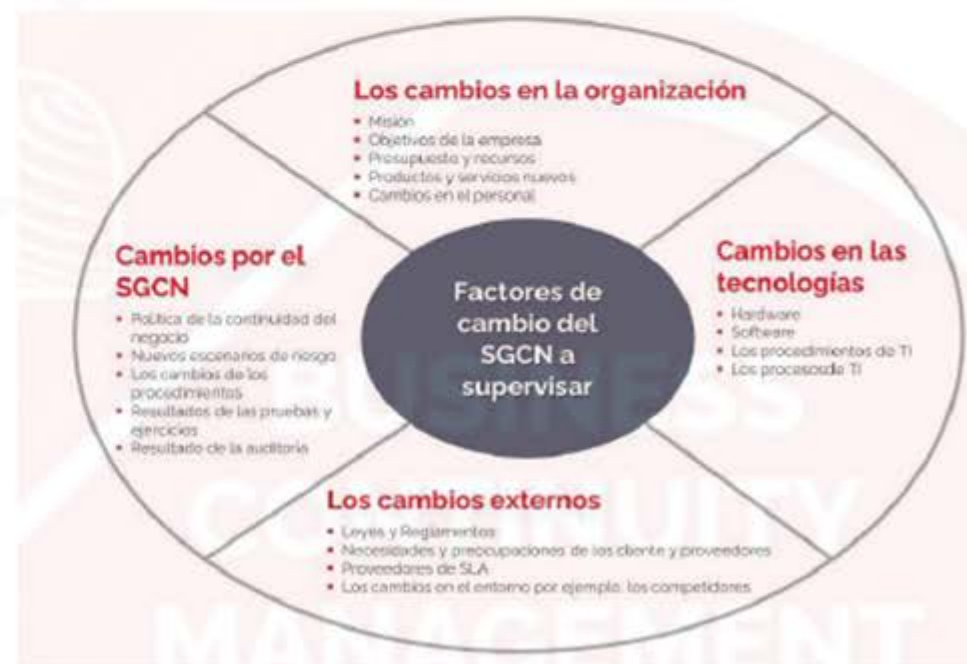 Los cambios en la organización
• Misión
• Objetivos de la empresa
• Presupuesto y recursos
• Productos y servicios nuevos
• Cambios en el personal
Cambios por el
SGCN
• Política de la continuidad del
negocio
• Nuevos escenarios de riesgo
• Los cambios de los
procedimientos
• Resultados de las pruebas y
ejercicios
• Resultado de la auditoría
Factores de
cambio del
SGCN a
supervisar
Cambios en las
tecnologías
• Hardware
• Software
• Los procedimientos de TI
• Los procesosde TI
Los cambios externos
• Leyes y Reglamentos
• Necesidades y preocupaciones de los cliente y proveedores
• Proveedores de SLA
• Los cambios en el entorno por ejemplo, los competidores
BUSINESS
CONTINUITY
MANAGEMENT